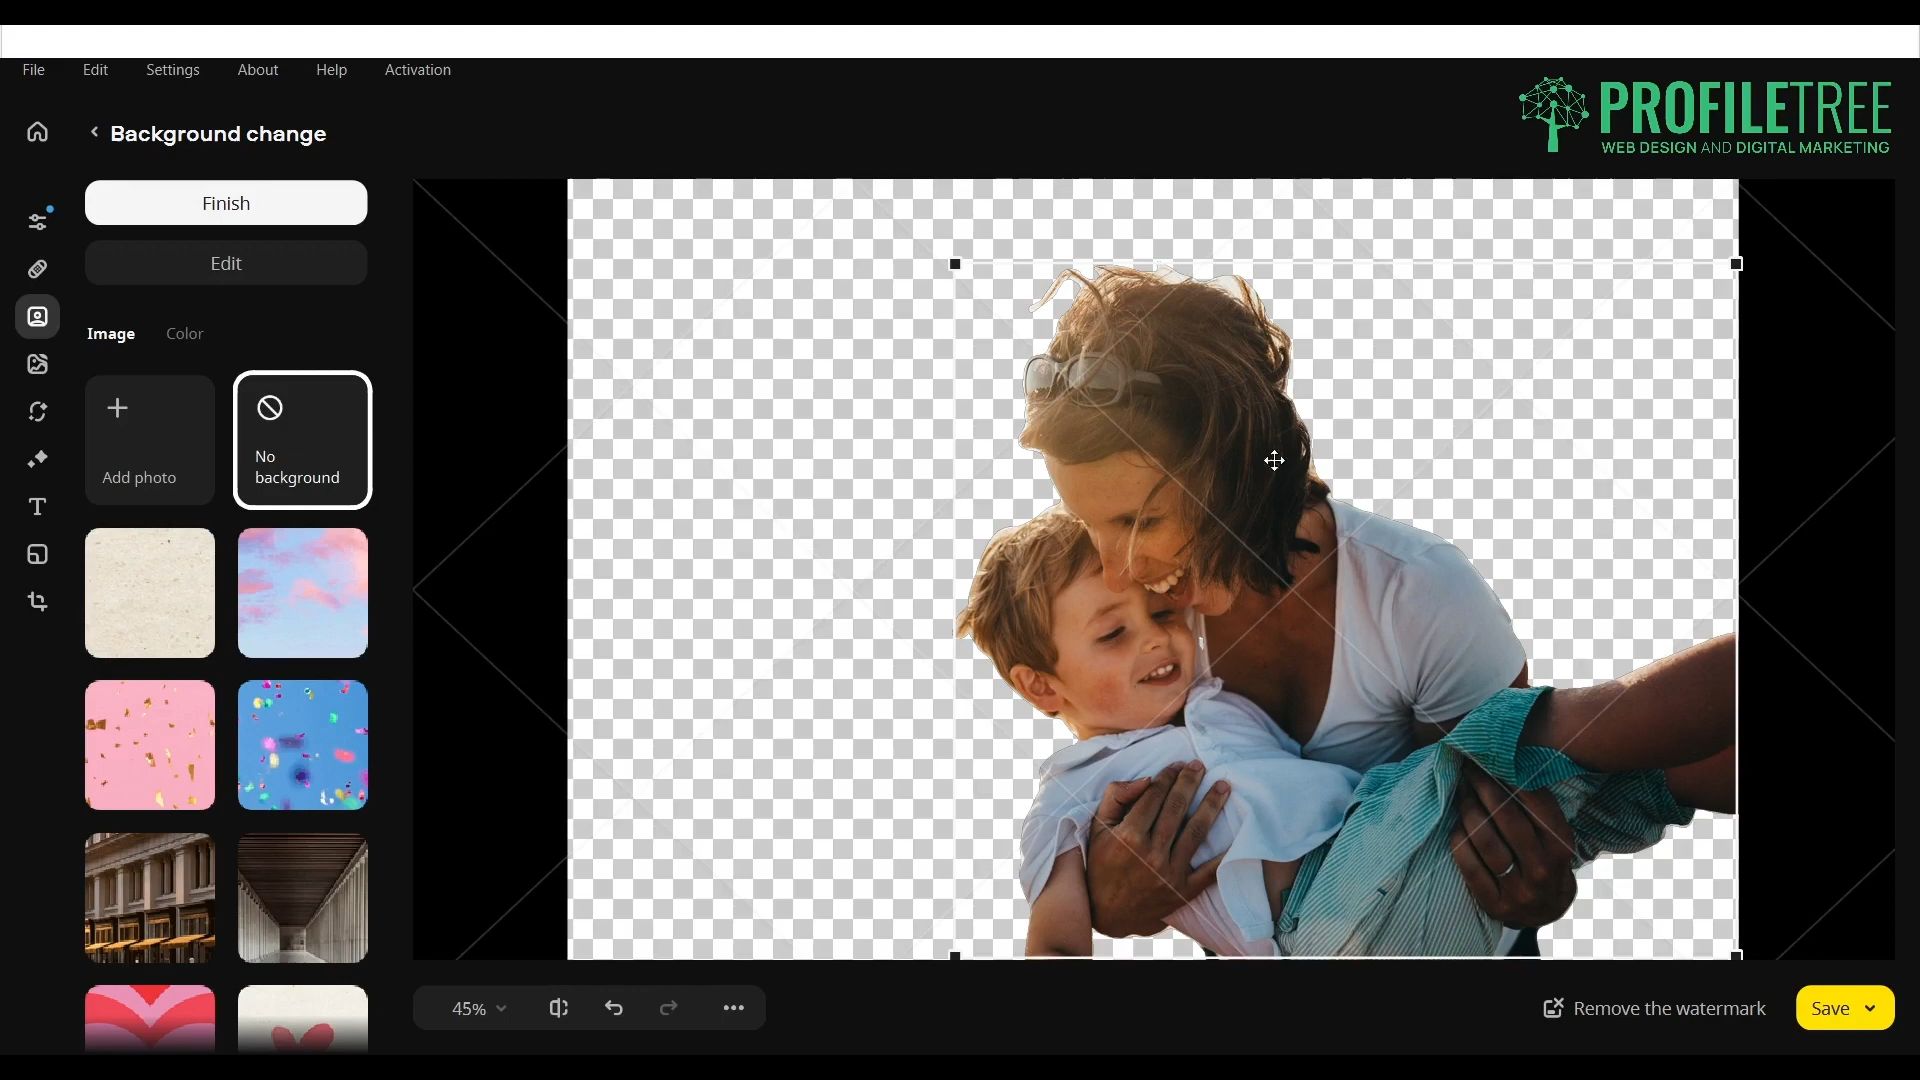 File Edit Settings About Help Activation
PROFILETREE
WEB DESIGN AND DIGITAL MARKETING
Background change
Finish
Edit
Image Color
Add photo
No
background
45%
Remove the watermark
Save